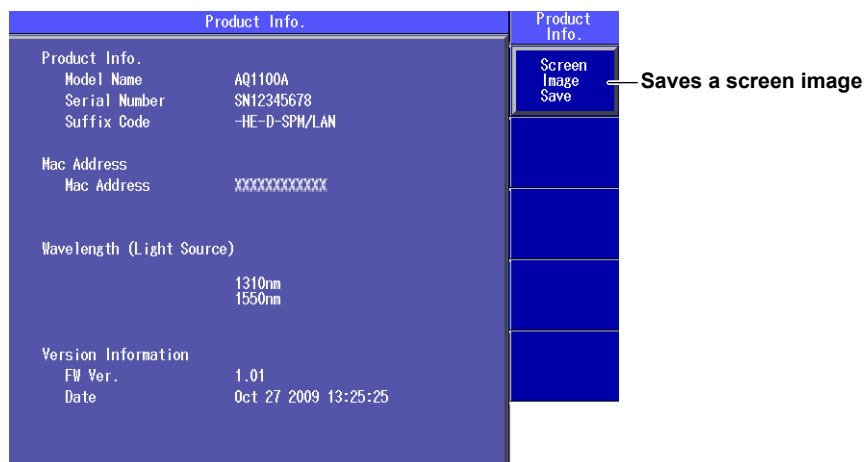 Product Info.
Product Info.
Model Name AQ1100A
Serial Number SN12345678
Suffix Code -HE-D-SPM/LAN
Mac Address
Mac Address XXXXXXXXXXXX
Wavelength (Light Source)
1310nm
1550nm
Version Information
FW Ver. 1.01
Date Oct 27 2009 13:25:25
Product
Info.
Screen
Image
Save
Saves a screen image